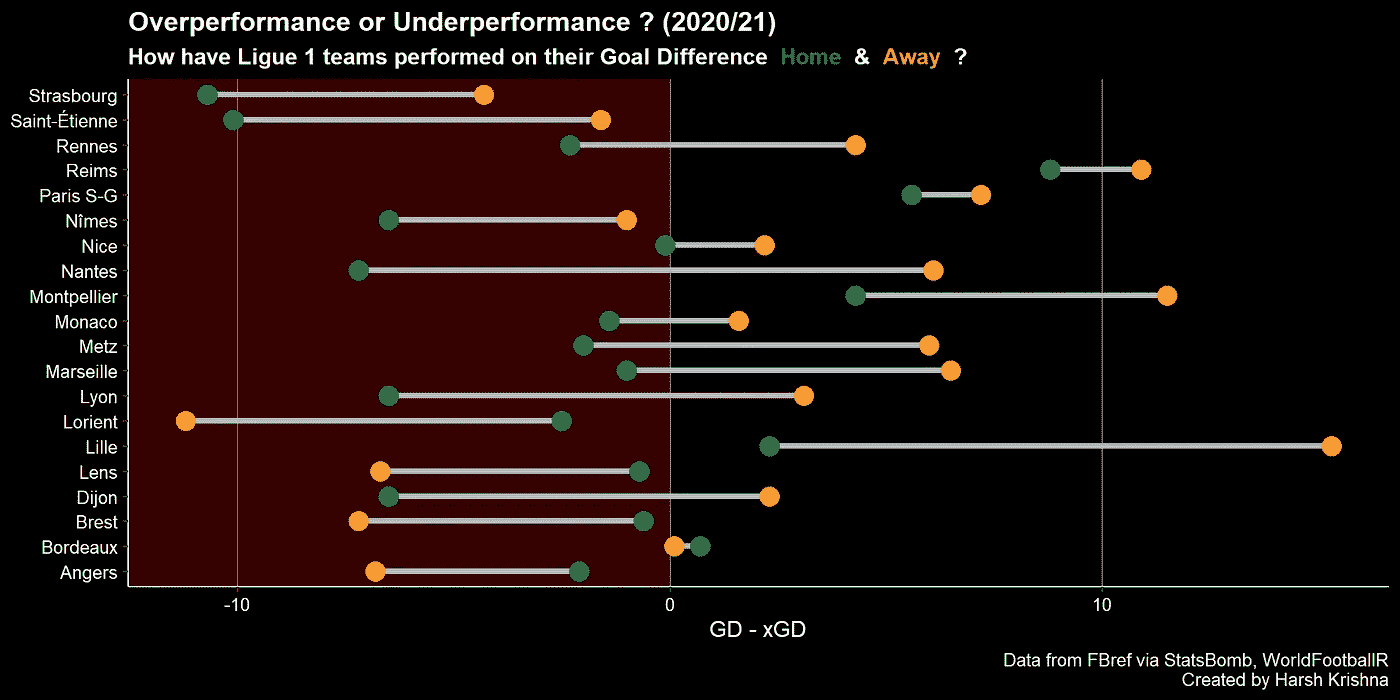 Overperformance or Underperformance ? (2020/21)
How have Ligue 1 teams performed on their Goal Difference Home & Away ?
Strasbourg
Saint-Étienne
Rennes
Reims
Paris S-G
Nîmes
Nice
Nantes
Montpellier
Monaco
Metz
Marseille
Lyon
Lorient
Lille
Lens
Dijon
Brest
Bordeaux
Angers
-10 0 10
GD - xGD
Data from FBref via StatsBomb, WorldFootballR
Created by Harsh Krishna